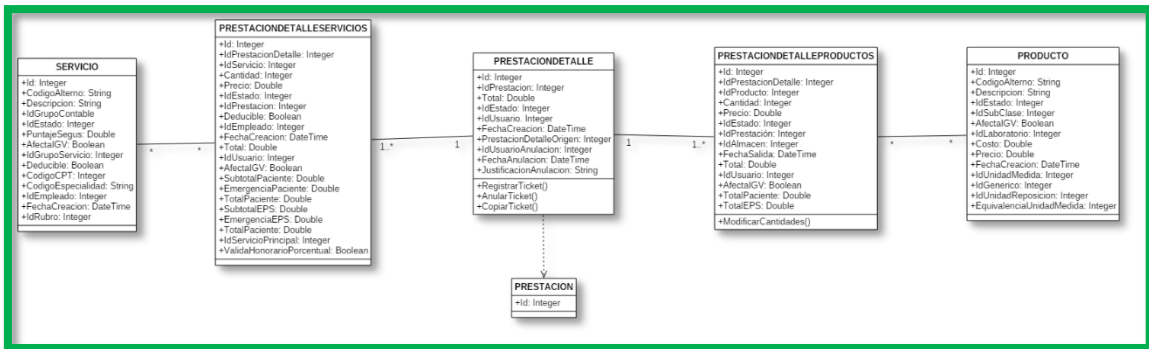 SERVICIO
+Id: Integer
+CodigoAlterno: String
+Descripcion: String
+IdGrupoContable
+IdEstado: Integer
+PuntajeSegus: Double
+AfectaIGV: Boolean
+IdGrupoServicio: Integer
+Deducible: Boolean
+CodigoCPT: Integer
+CodigoEspecialidad: String
+IdEmpleado: Integer
+FechaCreacion: DateTime
+IdRubro: Integer
*
*
PRESTACIONDETALLESERVICIOS
+Id: Integer
+IdPrestacionDetalle: Integer
+IdServicio: Integer
+Cantidad: Integer
+Precio: Double
+IdEstado: Integer
+IdPrestacion: Integer
+Deducible: Boolean
+IdEmpleado: Integer
+FechaCreacion: DateTime
+Total: Double
+IdUsuario: Integer
+AfectaIGV: Boolean
+SubtotalPaciente: Double
+EmergenciaPaciente: Double
+TotalPaciente: Double
+SubtotalEPS: Double
+EmergenciaEPS: Double
+TotalPaciente: Double
+IdServicioPrincipal: Integer
+ValidaHonorarioPorcentual: Boolean
1..*
1
PRESTACIONDETALLE
+Id: Integer
+IdPrestacion: Integer
+Total: Double
+IdEstado: Integer
+IdUsuario. Integer
+FechaCreacion: DateTime
+PrestacionDetalleOrigen: Integer
+IdUsuarioAnulacion: Integer
+FechaAnulacion: DateTime
+JustificacionAnulacion: String
+RegistrarTicket()
+AnularTicket()
+CopiarTicket()
1
1..*
PRESTACIONDETALLEPRODUCTOS
+Id: Integer
+IdPrestacionDetalle: Integer
+IdProducto: Integer
+Cantidad: Integer
+Precio: Double
+IdEstado: Integer
+IdPrestación: Integer
+IdAlmacen: Integer
+FechaSalida: DateTime
+Total: Double
+IdUsuario: Integer
+AfectaIGV: Boolean
+TotalPaciente: Double
+TotalEPS: Double
+ModificarCantidades()
*
*
PRODUCTO
+Id: Integer
+CodigoAlterno: String
+Descripcion: String
+IdEstado: Integer
+IdSubClase: Integer
+AfectaIGV: Boolean
+IdLaboratorio: Integer
+Costo: Double
+Precio: Double
+FechaCreacion: DateTime
+IdUnidadMedida: Integer
+IdGenerico: Integer
+IdUnidadReposicion: Integer
+EquivalenciaUnidadMedida: Integer
PRESTACION
+Id: Integer